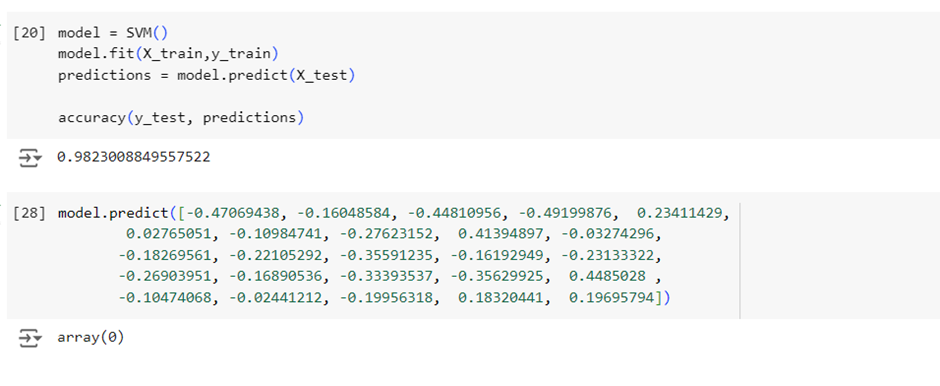 [20] model = SVM()
model.fit(X_train,y_train)
predictions = model.predict(X_test)
accuracy(y_test, predictions)
0.9823008849557522
[28] model.predict([-0.47069438, -0.16048584, -0.44810956, -0.49199876,  0.23411429,
0.02765051, -0.10984741, -0.27623152,  0.41394897, -0.03274296,
-0.18269561, -0.22105292, -0.35591235, -0.16192949, -0.23133322,
-0.26903951, -0.16890536, -0.33393537, -0.35629925,  0.4485028 ,
-0.10474068, -0.02441212, -0.19956318,  0.18320441,  0.19695794])
array(0)